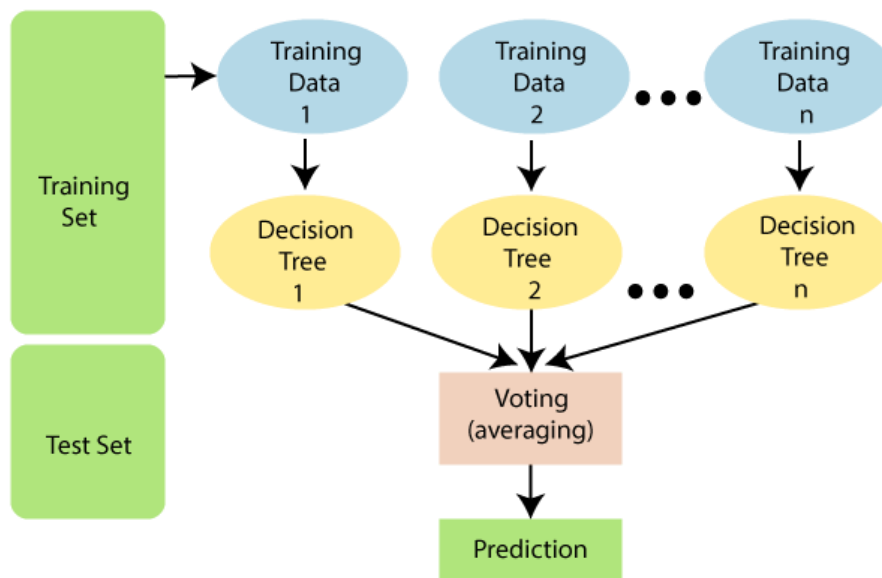 Training
Set
Test Set
Training
Data
1
Training
Data
2
Training
Data
n
Decision
Tree
1
Decision
Tree
2
Decision
Tree
n
Voting
(averaging)
Prediction